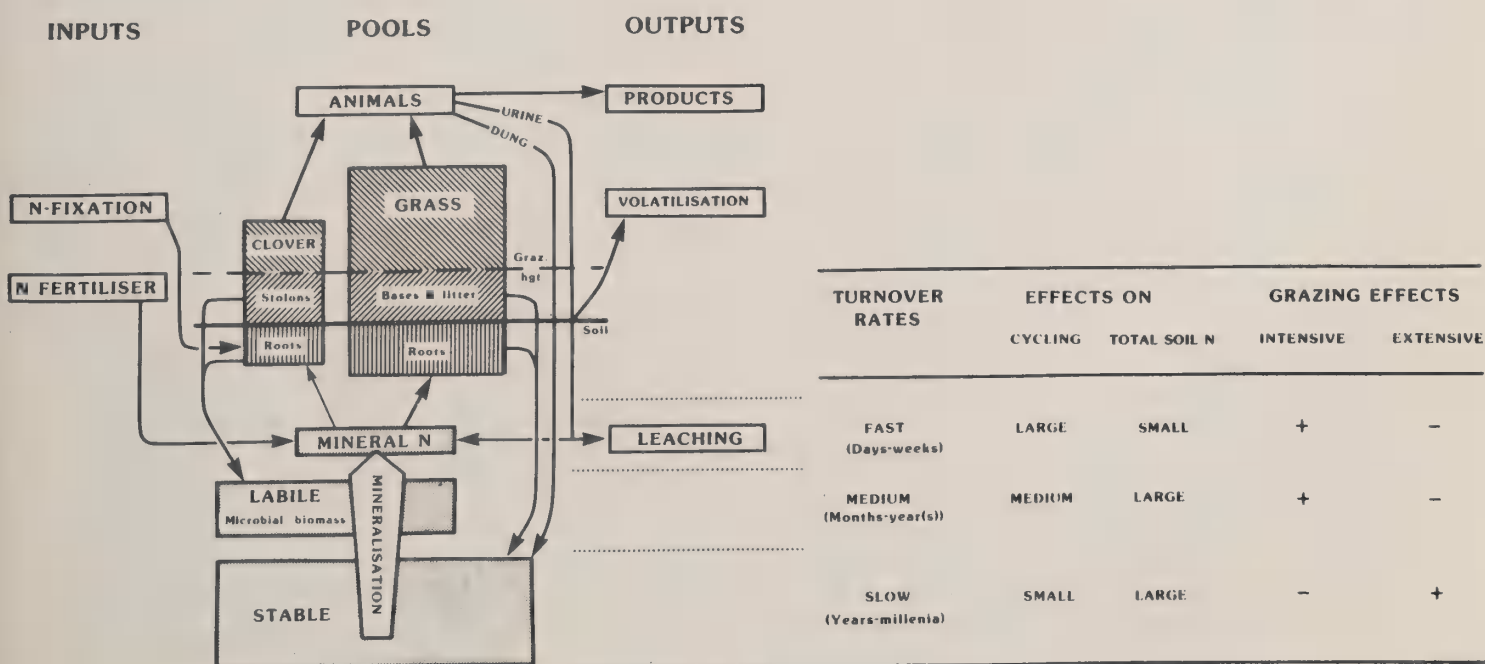 INPUTS
POOLS
OUTPUTS
ANIMALS
PRODUCTS
URINE
DUNG
N-FIXATION
GRASS
VOLATILISATION
CLOVER
N FERTILISER
Graz.
hgt
Stolons
Bases & litter
Soil
Roots
Roots
MINERAL N
LEACHING
LABILE
Microbial biomass
MINERALISATION
STABLE
TURNOVER RATES EFFECTS ON GRAZING EFFECTS
CYCLING TOTAL SOIL N INTENSIVE EXTENSIVE
FAST LARGE SMALL + −
(Days-weeks)
MEDIUM MEDIUM LARGE + −
(Months-year(s))
SLOW SMALL LARGE − +
(Years-millenia)